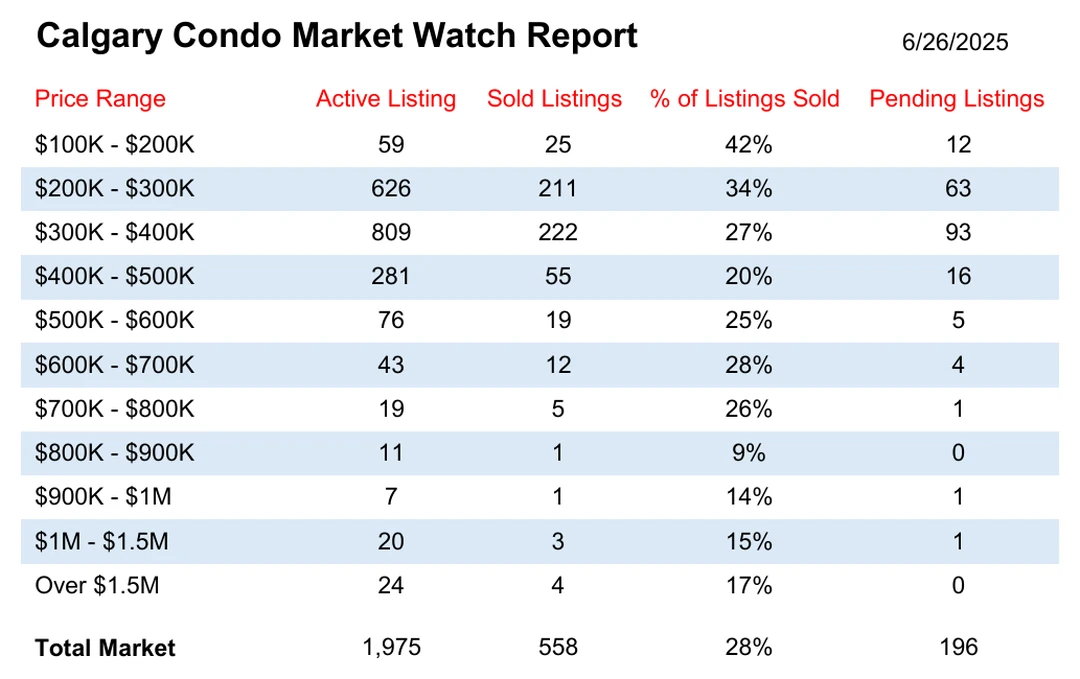 Calgary Condo Market Watch Report 6/26/2025
Price Range Active Listing Sold Listings % of Listings Sold Pending Listings
$100K - $200K 59 25 42% 12
$200K - $300K 626 211 34% 63
$300K - $400K 809 222 27% 93
$400K - $500K 281 55 20% 16
$500K - $600K 76 19 25% 5
$600K - $700K 43 12 28% 4
$700K - $800K 19 5 26% 1
$800K - $900K 11 1 9% 0
$900K - $1M 7 1 14% 1
$1M - $1.5M 20 3 15% 1
Over $1.5M 24 4 17% 0
Total Market 1,975 558 28% 196